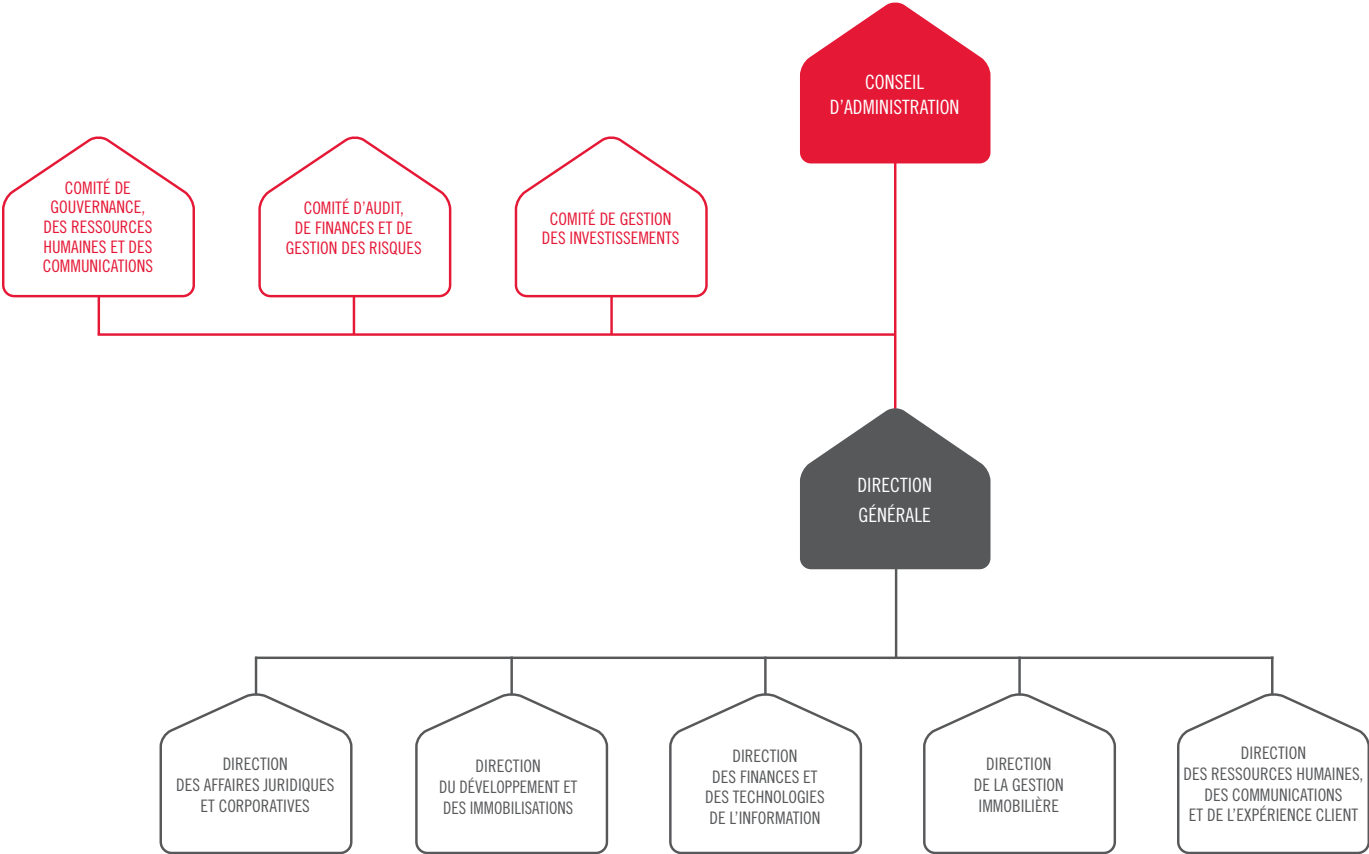 CONSEIL
D'ADMINISTRATION
COMITÉ DE
GOUVERNANCE,
DES RESSOURCES
HUMAINES ET DES
COMMUNICATIONS
COMITÉ D'AUDIT,
DE FINANCES ET DE
GESTION DES RISQUES
COMITÉ DE GESTION
DES INVESTISSEMENTS
DIRECTION
GÉNÉRALE
DIRECTION
DES AFFAIRES JURIDIQUES
ET CORPORATIVES
DIRECTION
DU DÉVELOPPEMENT ET
DES IMMOBILISATIONS
DIRECTION
DES FINANCES ET
DES TECHNOLOGIES
DE L'INFORMATION
DIRECTION
DE LA GESTION
IMMOBILIÈRE
DIRECTION
DES RESSOURCES HUMAINES,
DES COMMUNICATIONS
ET DE L'EXPÉRIENCE CLIENT